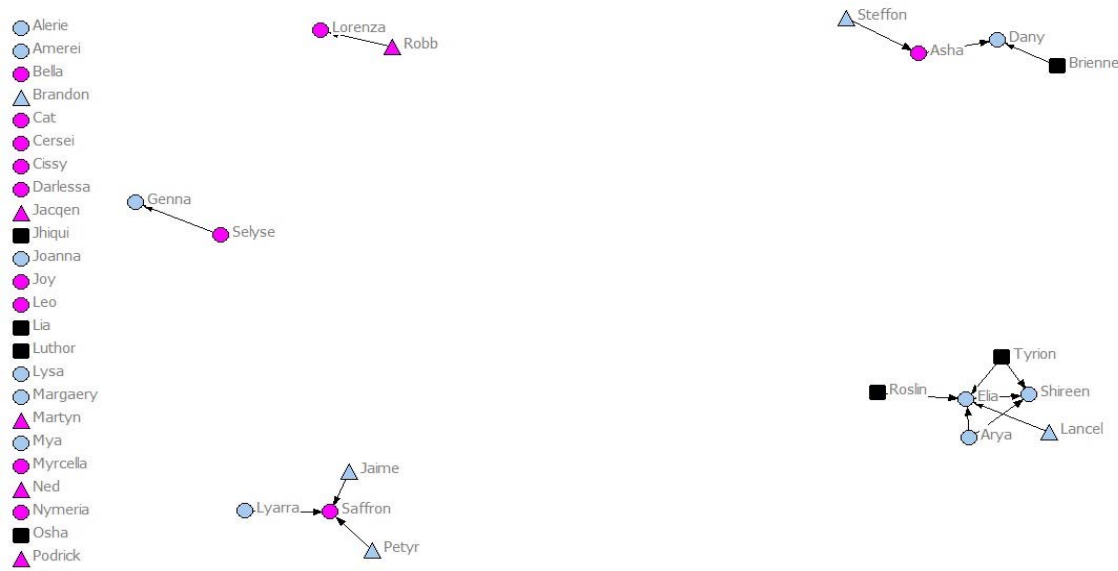 Alerie
Amerei
Bella
Brandon
Cat
Cersei
Cissy
Darlessa
Jacqen
Jhiqui
Joanna
Joy
Leo
Lia
Luthor
Lysa
Margaery
Martyn
Mya
Myrcella
Ned
Nymeria
Osha
Podrick
Lorenza
Robb
Steffon
Asha
Dany
Brienne
Genna
Selyse
Tyrion
Roslin
Elia
Shireen
Arya
Lancel
Jaime
Lyarra
Saffron
Petyr